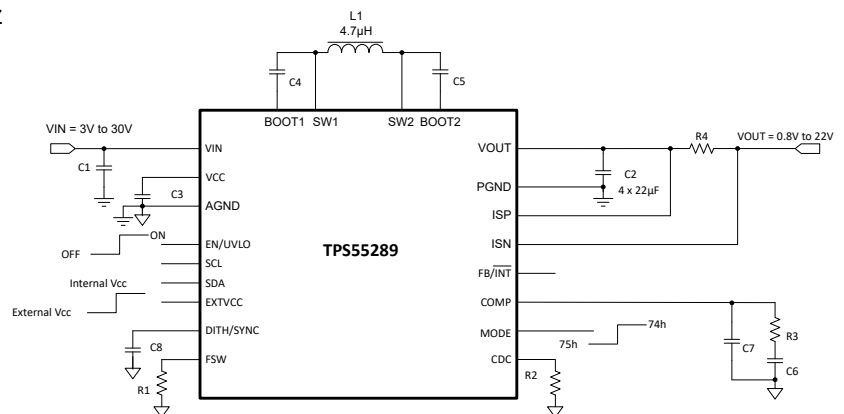 L1
4.7µH
C4
C5
BOOT1 SW1
SW2 BOOT2
VIN = 3V to 30V
C1
VIN
VCC
C3
AGND
EN/UVLO
ON
OFF
SCL
SDA
Internal Vcc
EXTVCC
External Vcc
DITH/SYNC
C8
FSW
R1
TPS55289
VOUT
R4
VOUT = 0.8V to 22V
C2
4 x 22µF
PGND
ISP
ISN
FB/INT
COMP
MODE
74h
75h
CDC
R2
C7
R3
C6